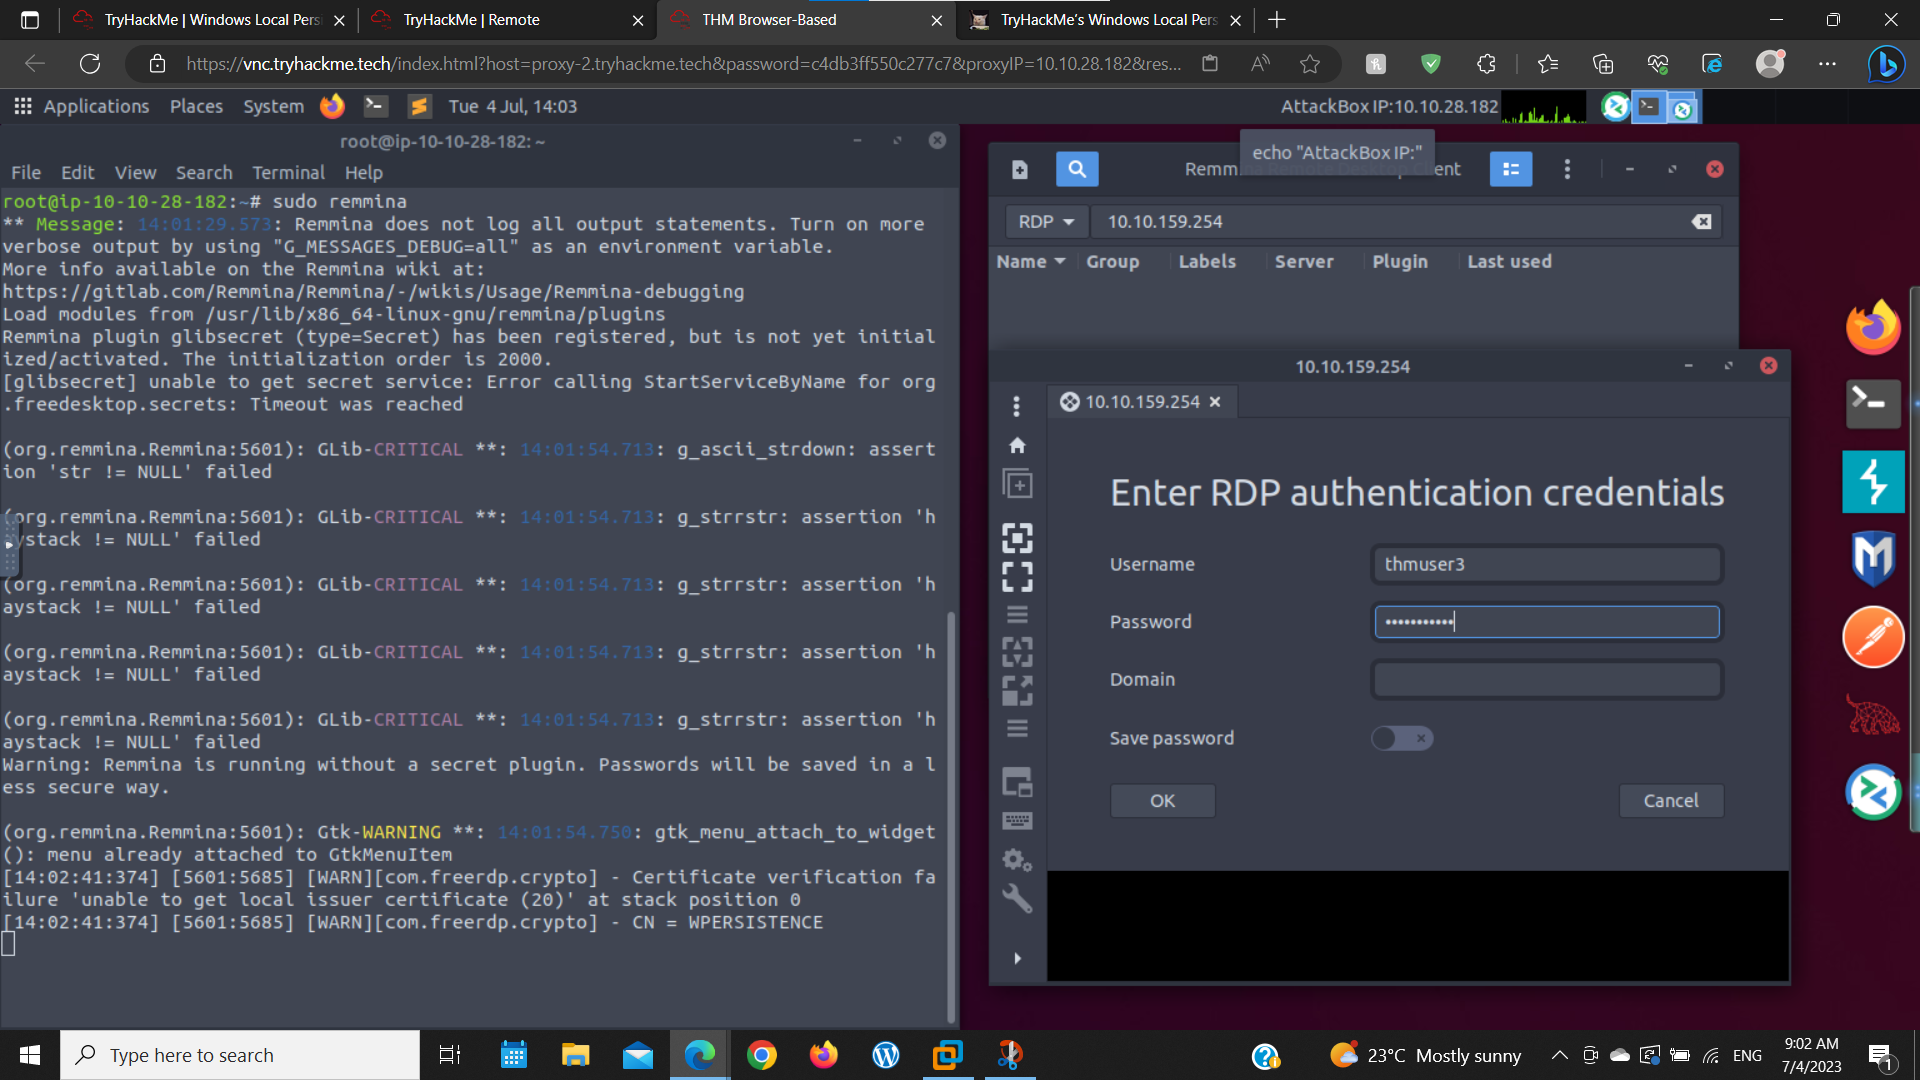 TryHackMe | Windows Local Pers
TryHackMe | Remote
THM Browser-Based
TryHackMe's Windows Local Pers
https://vnc.tryhackme.tech/index.html?host=proxy-2.tryhackme.tech&password=c4db3ff550c277c7&proxyIP=10.10.28.182&res...
Applications Places System Tue 4 Jul, 14:03
AttackBox IP:10.10.28.182
root@ip-10-10-28-182: ~
File Edit View Search Terminal Help
root@ip-10-10-28-182:~# sudo remmina
** Message: 14:01:29.573: Remmina does not log all output statements. Turn on more
verbose output by using "G_MESSAGES_DEBUG=all" as an environment variable.
More info available on the Remmina wiki at:
https://gitlab.com/Remmina/Remmina/-/wikis/Usage/Remmina-debugging
Load modules from /usr/lib/x86_64-linux-gnu/remmina/plugins
Remmina plugin glibsecret (type=Secret) has been registered, but is not yet initial
ized/activated. The initialization order is 2000.
[glibsecret] unable to get secret service: Error calling StartServiceByName for org
.freedesktop.secrets: Timeout was reached
(org.remmina.Remmina:5601): GLib-CRITICAL **: 14:01:54.713: g_ascii_strdown: assert
ion 'str != NULL' failed
(org.remmina.Remmina:5601): GLib-CRITICAL **: 14:01:54.713: g_strrstr: assertion 'h
aystack != NULL' failed
(org.remmina.Remmina:5601): GLib-CRITICAL **: 14:01:54.713: g_strrstr: assertion 'h
aystack != NULL' failed
(org.remmina.Remmina:5601): GLib-CRITICAL **: 14:01:54.713: g_strrstr: assertion 'h
aystack != NULL' failed
(org.remmina.Remmina:5601): GLib-CRITICAL **: 14:01:54.713: g_strrstr: assertion 'h
aystack != NULL' failed
Warning: Remmina is running without a secret plugin. Passwords will be saved in a l
ess secure way.
(org.remmina.Remmina:5601): Gtk-WARNING **: 14:01:54.750: gtk_menu_attach_to_widget
(): menu already attached to GtkMenuItem
[14:02:41:374] [5601:5685] [WARN][com.freerdp.crypto] - Certificate verification fa
ilure 'unable to get local issuer certificate (20)' at stack position 0
[14:02:41:374] [5601:5685] [WARN][com.freerdp.crypto] - CN = WPERSISTENCE
echo "AttackBox IP:"
Remmina Remote Desktop Client
RDP 10.10.159.254
Name Group Labels Server Plugin Last used
10.10.159.254
10.10.159.254
Enter RDP authentication credentials
Username thmuser3
Password •••••••••••
Domain
Save password
OK Cancel
Type here to search
23°C Mostly sunny
ENG
9:02 AM
7/4/2023
1